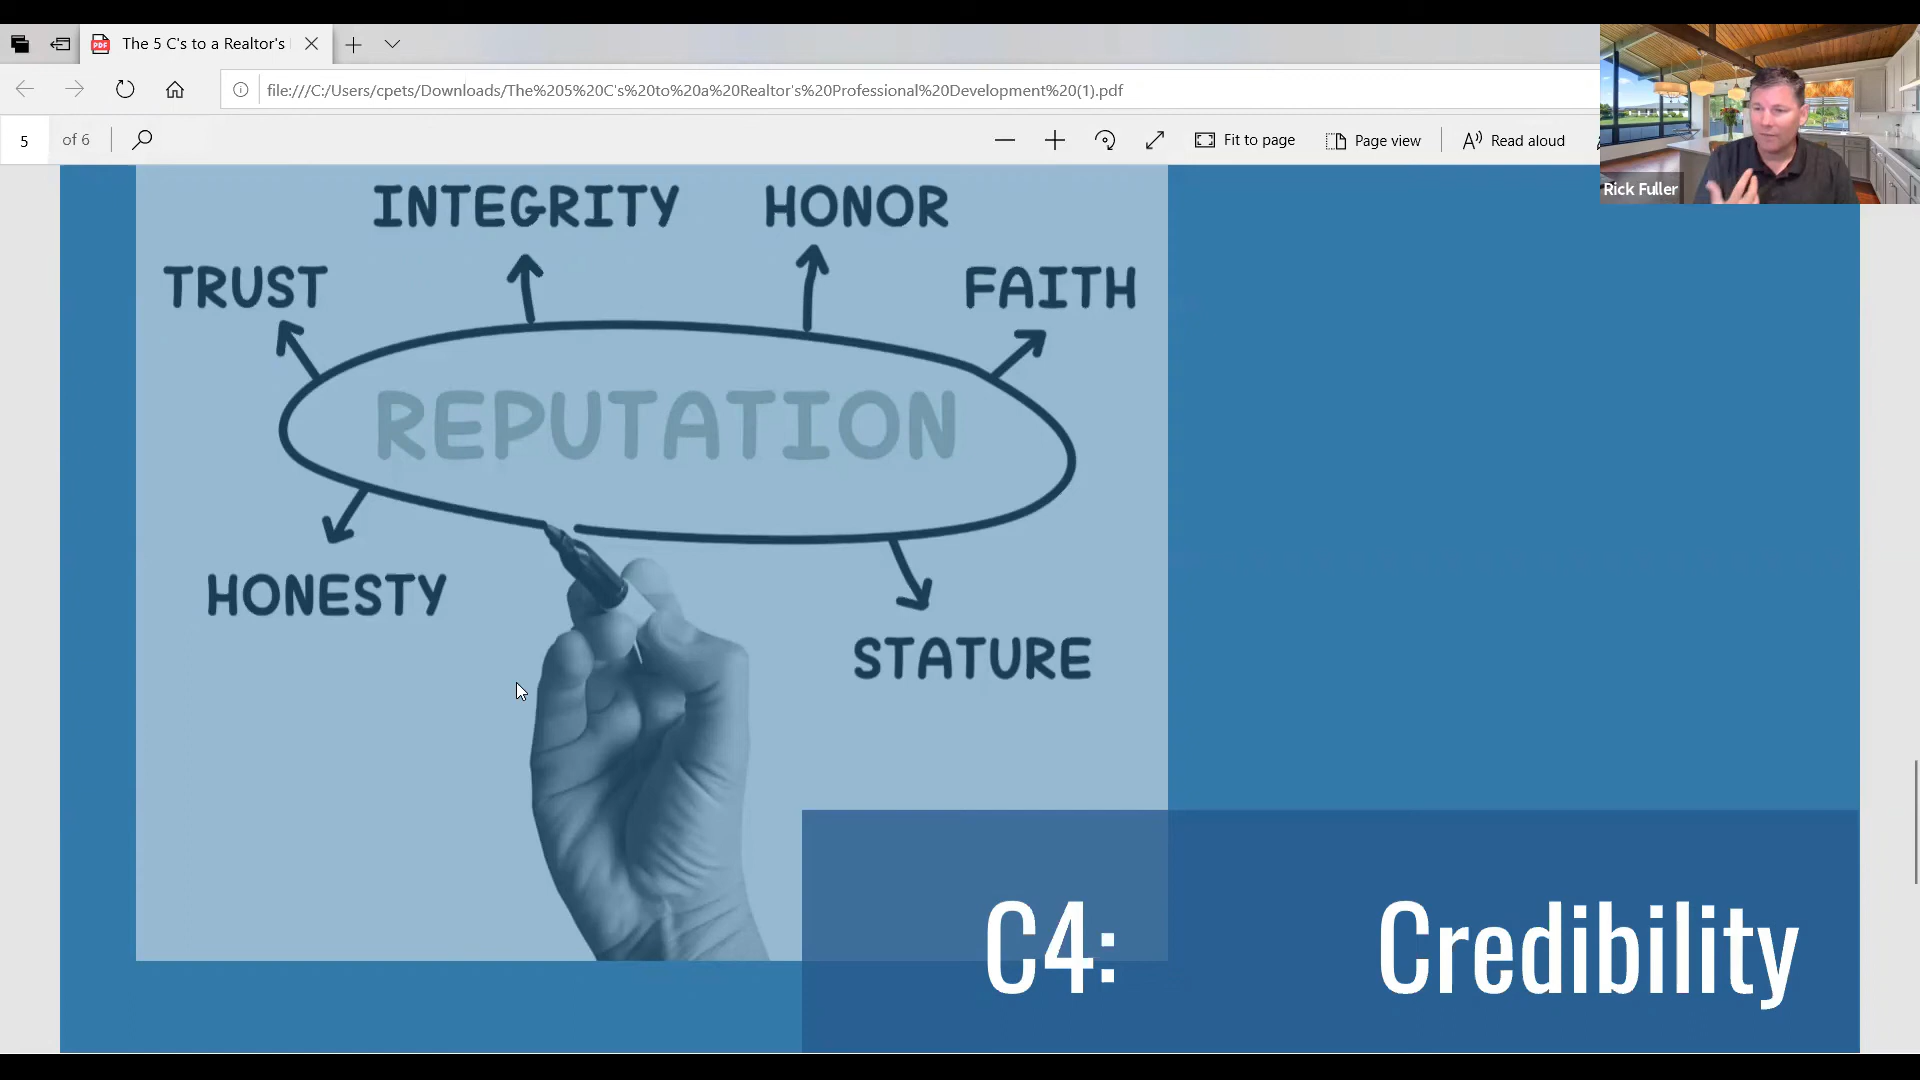 The 5 C's to a Realtor's
file:///C:/Users/cpets/Downloads/The%205%20C's%20to%20a%20Realtor's%20Professional%20Development%20(1).pdf
5 of 6
Fit to page
Page view
Read aloud
Rick Fuller
INTEGRITY HONOR
TRUST FAITH
REPUTATION
HONESTY
STATURE
C4: Credibility